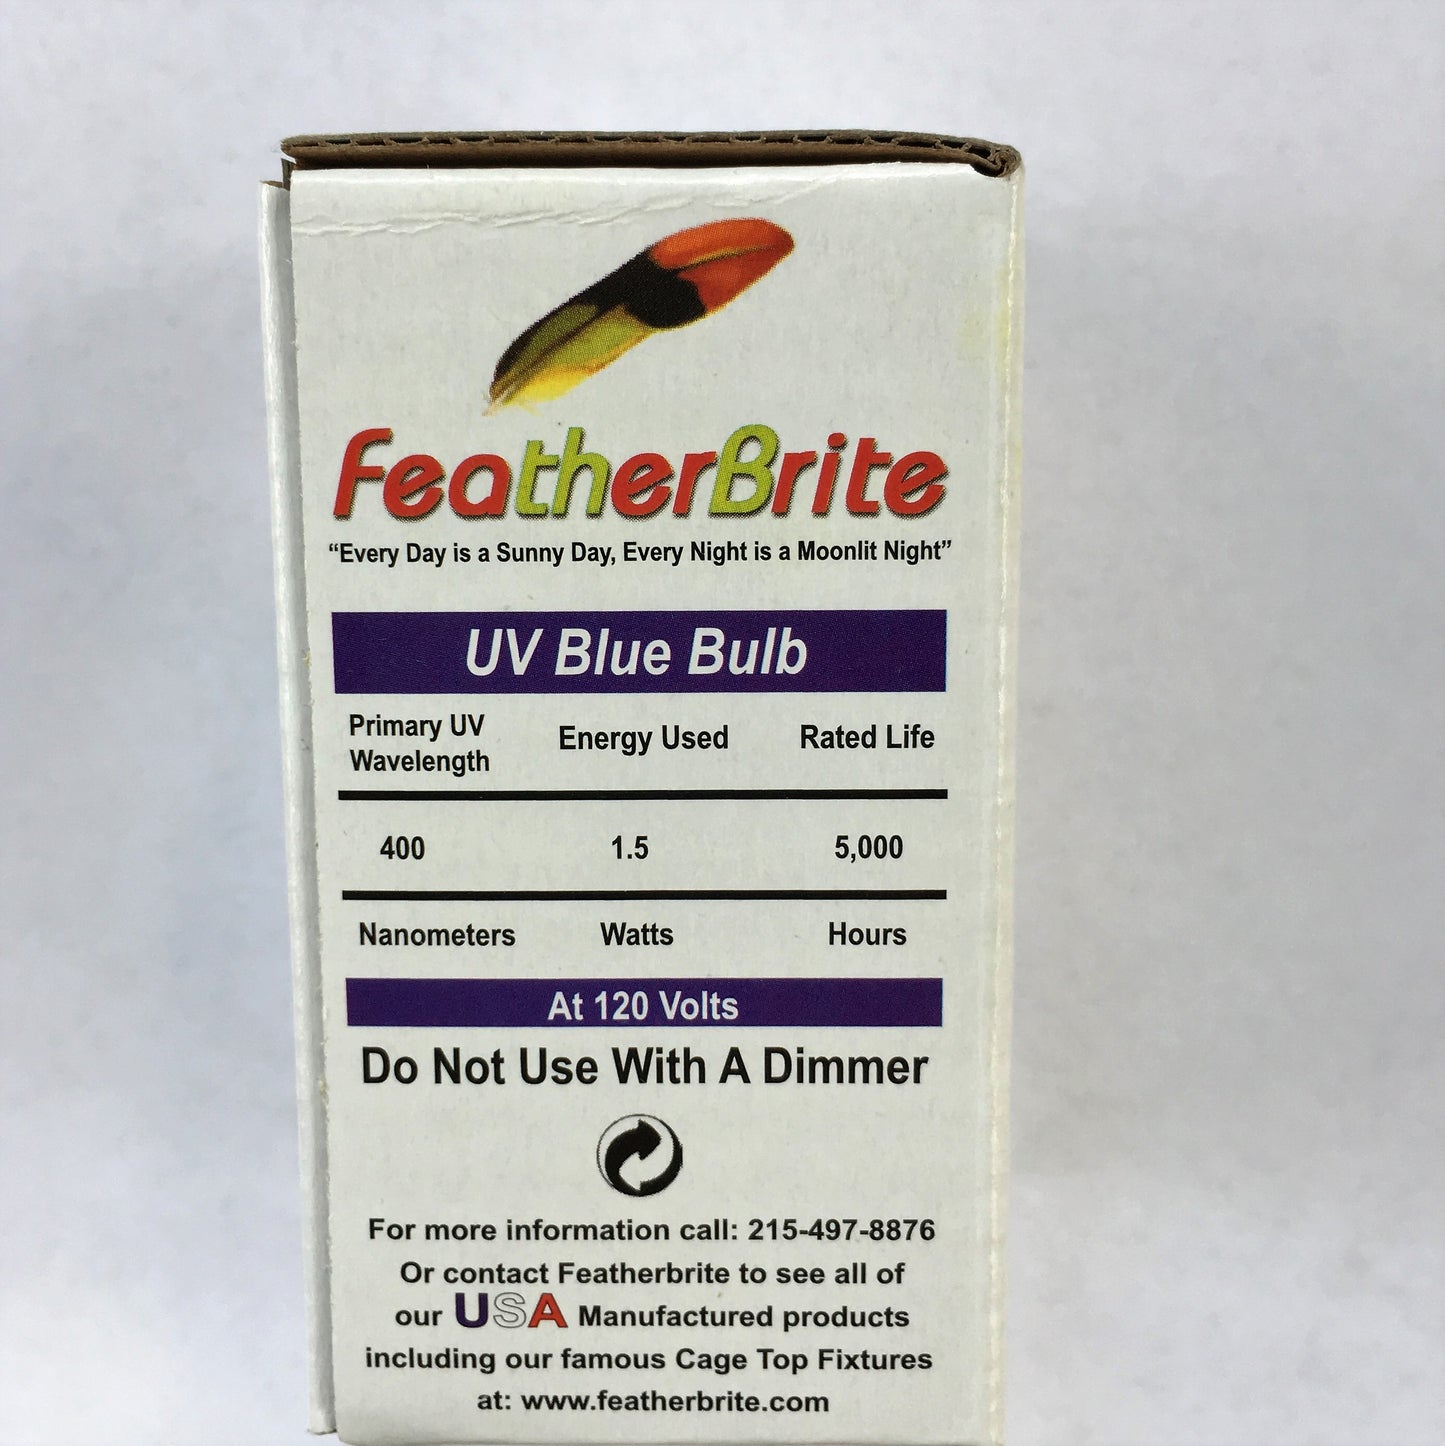 FeatherBrite
“Every Day is a Sunny Day, Every Night is a Moonlit Night”
UV Blue Bulb
Primary UV Wavelength Energy Used Rated Life
400 1.5 5,000
Nanometers Watts Hours
At 120 Volts
Do Not Use With A Dimmer
For more information call: 215-497-8876
Or contact Featherbrite to see all of
our USA Manufactured products
including our famous Cage Top Fixtures
at: www.featherbrite.com